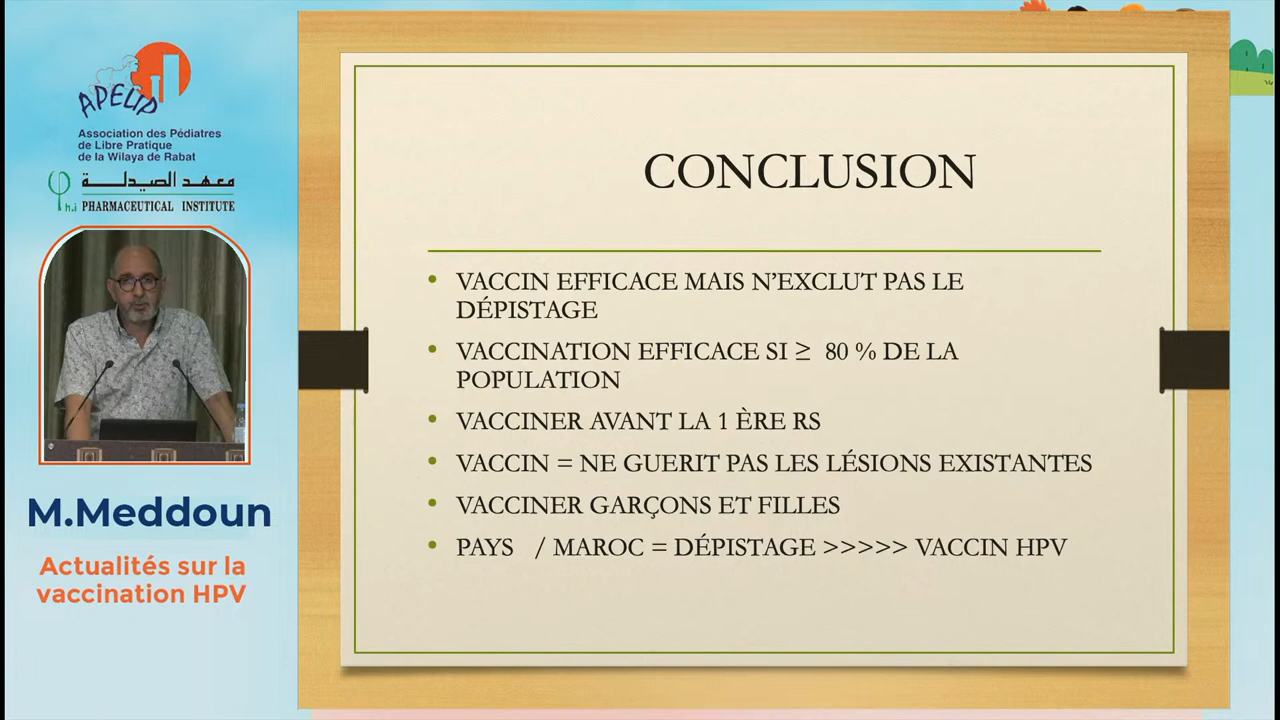 APELIP
Association des Pédiatres
de Libre Pratique
de la Wilaya de Rabat
معهد الصيدلة
Ph.i PHARMACEUTICAL INSTITUTE
M.Meddoun
Actualités sur la
vaccination HPV
CONCLUSION
• VACCIN EFFICACE MAIS N’EXCLUT PAS LE
DÉPISTAGE
• VACCINATION EFFICACE SI ≥ 80 % DE LA
POPULATION
• VACCINER AVANT LA 1 ÈRE RS
• VACCIN = NE GUERIT PAS LES LÉSIONS EXISTANTES
• VACCINER GARÇONS ET FILLES
• PAYS / MAROC = DÉPISTAGE >>>>> VACCIN HPV